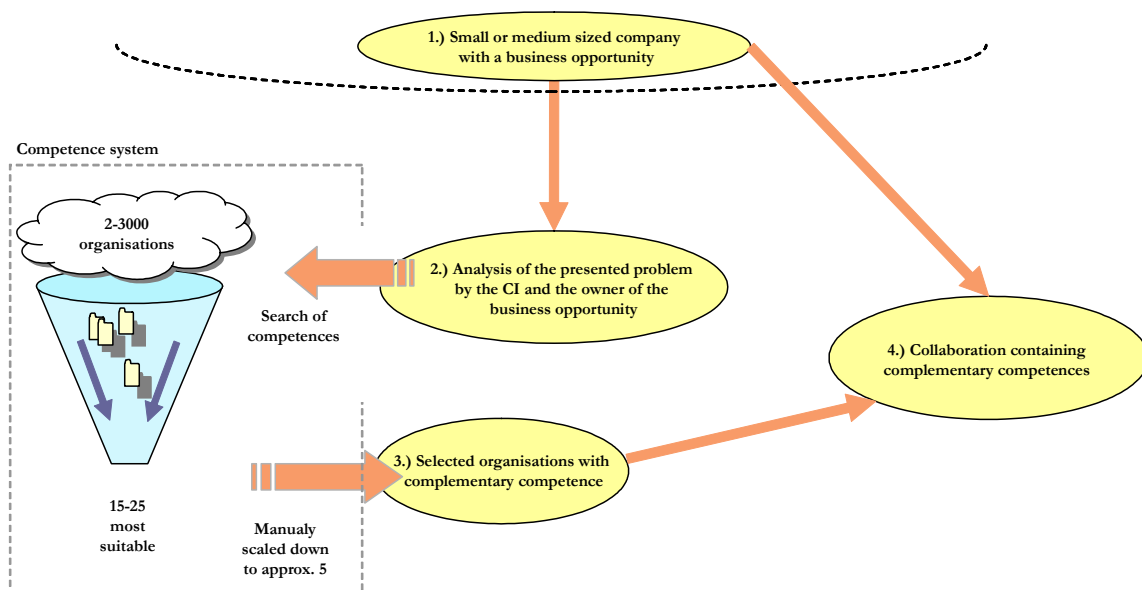 1.) Small or medium sized company
with a business opportunity
Competence system
2-3000
organisations
2.) Analysis of the presented problem
by the CI and the owner of the
business opportunity
Search of
competences
4.) Collaboration containing
complementary competences
3.) Selected organisations with
complementary competence
15-25
most
suitable
Manualy
scaled down
to approx. 5